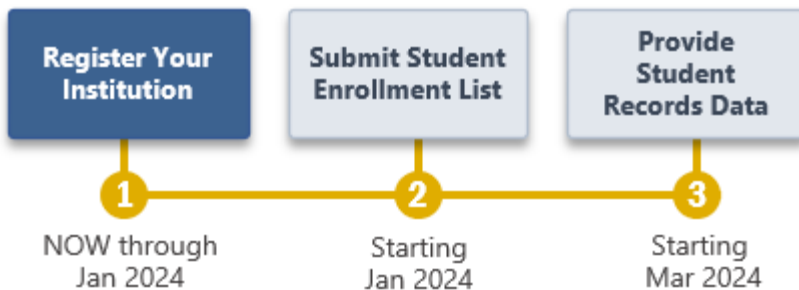 Register Your
Institution
Submit Student
Enrollment List
Provide
Student
Records Data
1
2
3
NOW through
Jan 2024
Starting
Jan 2024
Starting
Mar 2024